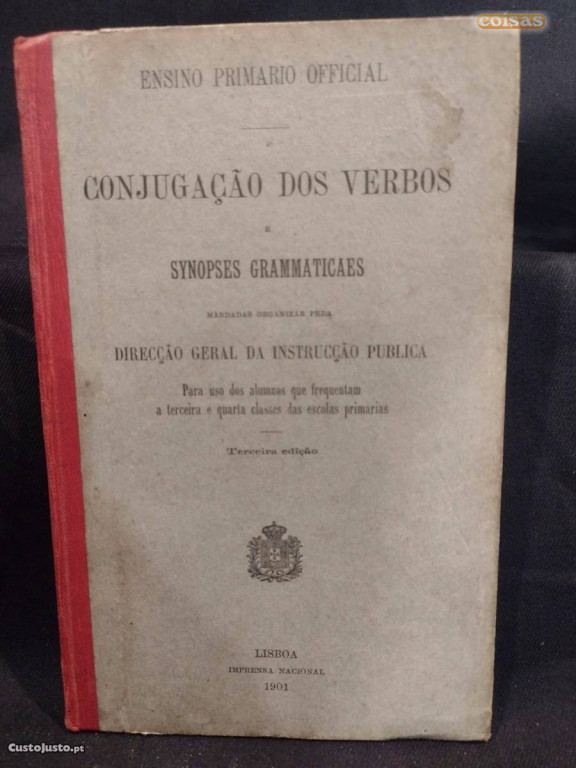 coisas
ENSINO PRIMARIO OFFICIAL
CONJUGAÇÃO DOS VERBOS
E
SYNOPSES GRAMMATICAES
MANDADAS ORGANIZAR PELA
DIRECÇÃO GERAL DA INSTRUCÇÃO PUBLICA
Para uso dos alumnos que frequentam
a terceira e quarta classes das escolas primarias
Terceira edição
LISBOA
IMPRENSA NACIONAL
1901
CustoJusto.pt